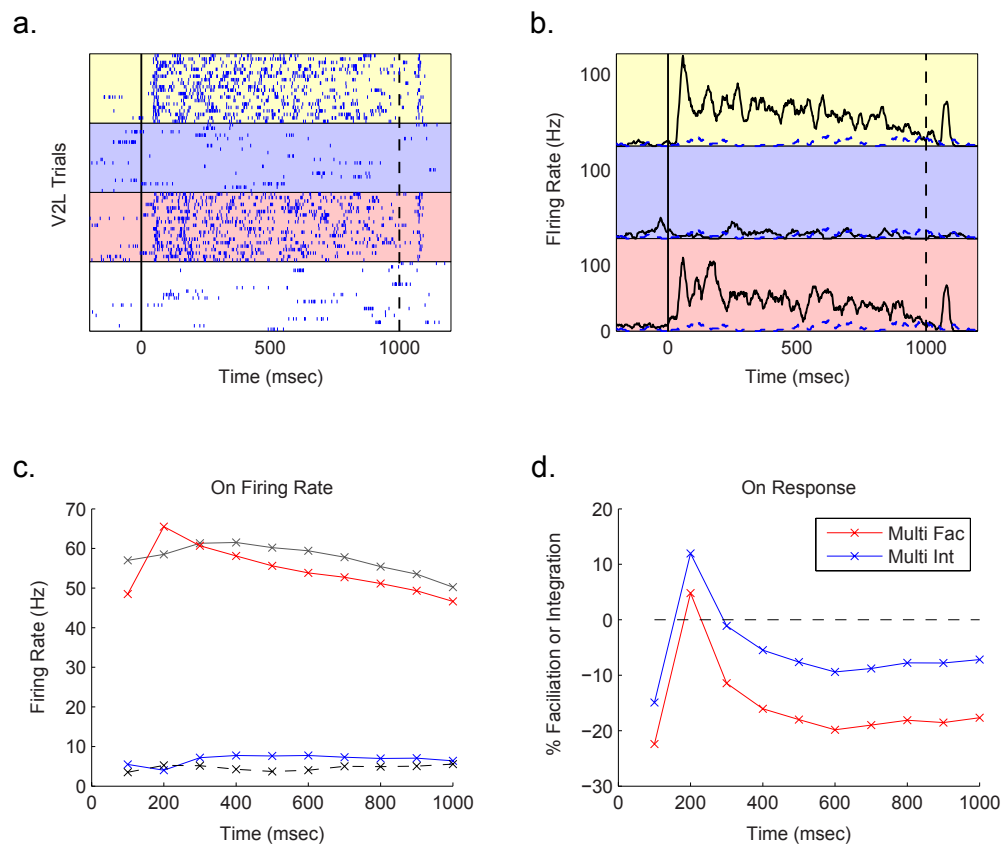 a.
V2L Trials
0
500
1000
Time (msec)
b.
FIring Rate (Hz)
100
100
100
0
0
500
1000
Time (msec)
c.
On Firing Rate
Firing Rate (Hz)
70
60
50
40
30
20
10
0
0
200
400
600
800
1000
Time (msec)
d.
On Response
% Faciliation or Integration
20
10
0
−10
−20
−30
Multi Fac
Multi Int
0
200
400
600
800
1000
Time (msec)